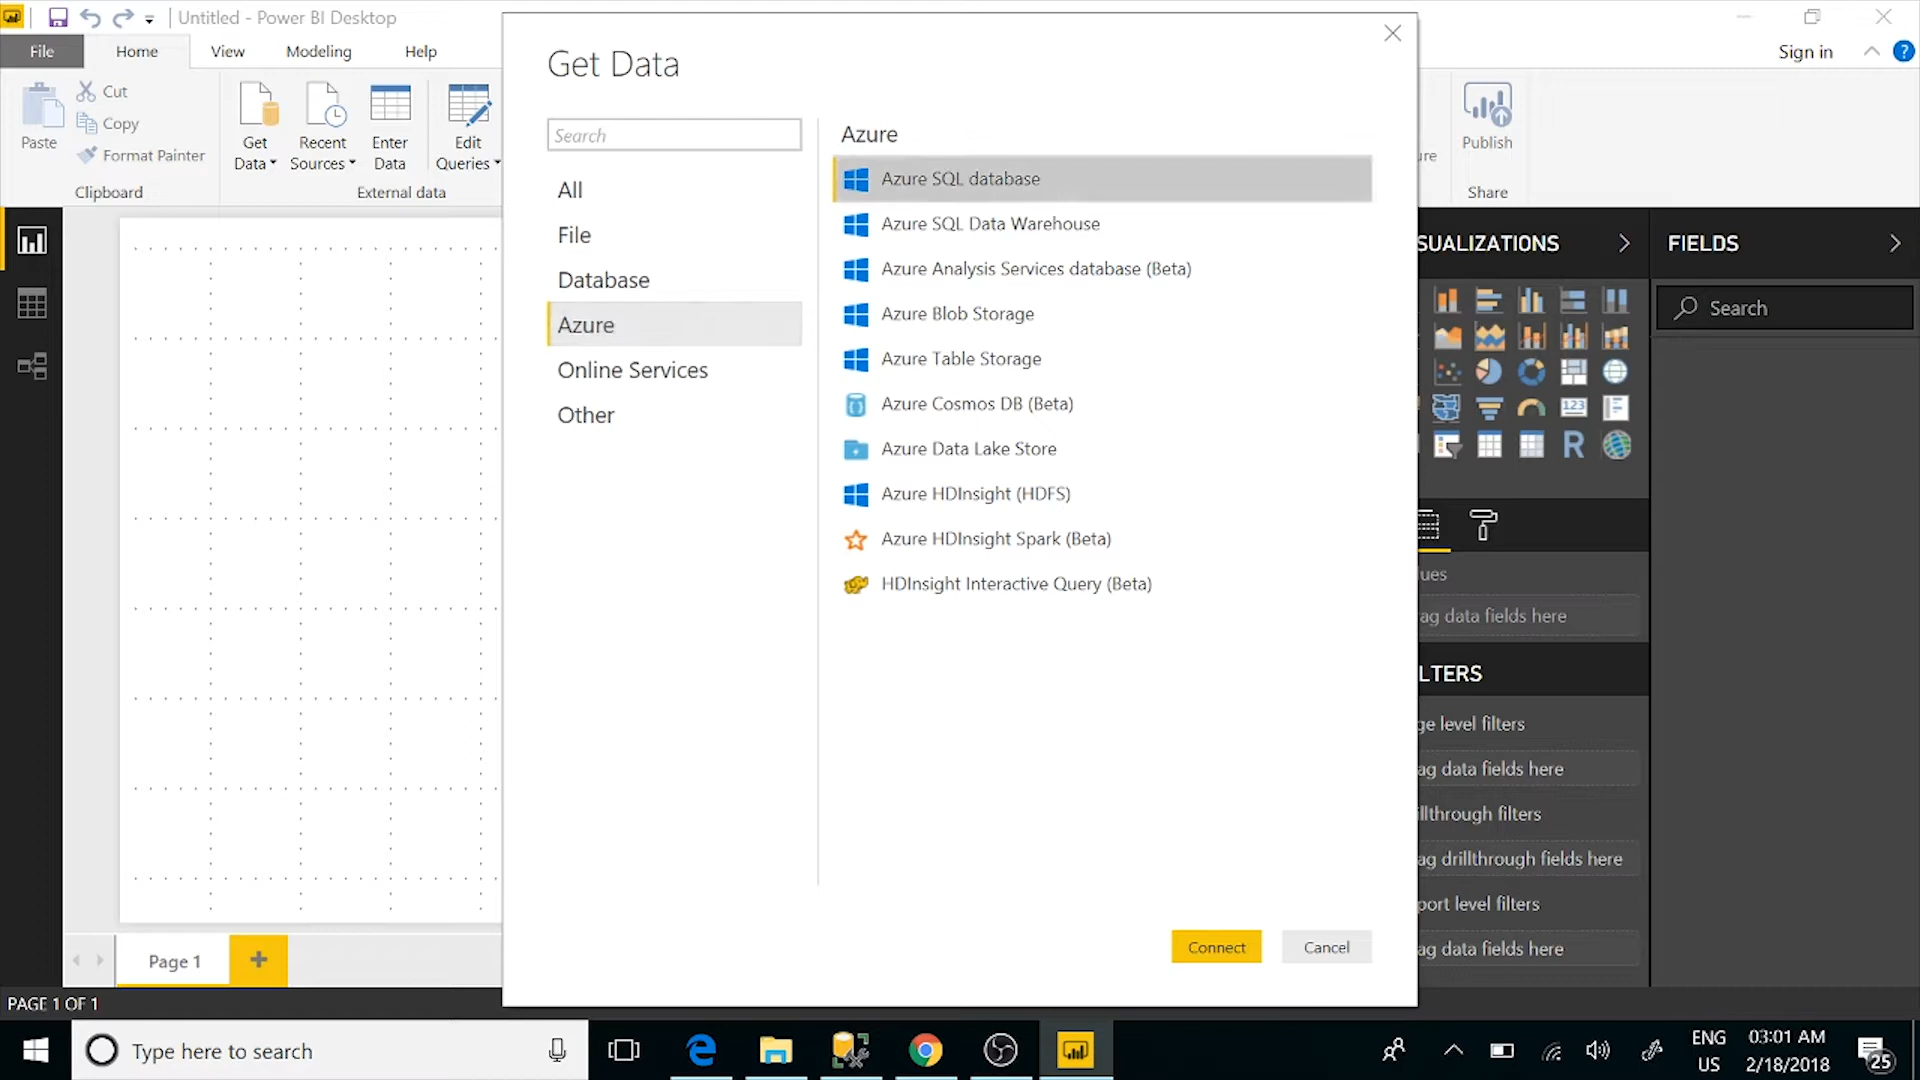 Untitled - Power BI Desktop
File
Home
View
Modeling
Help
Sign in
?
Paste
Cut
Copy
Format Painter
Clipboard
Get Data
Recent Sources
Enter Data
Edit Queries
External data
Publish
Share
Get Data
Search
All
File
Database
Azure
Online Services
Other
Azure
Azure SQL database
Azure SQL Data Warehouse
Azure Analysis Services database (Beta)
Azure Blob Storage
Azure Table Storage
Azure Cosmos DB (Beta)
Azure Data Lake Store
Azure HDInsight (HDFS)
Azure HDInsight Spark (Beta)
HDInsight Interactive Query (Beta)
Connect
Cancel
SUALIZATIONS
FIELDS
Search
123
R
ues
ag data fields here
LTERS
ge level filters
ag data fields here
illthrough filters
ag drillthrough fields here
port level filters
ag data fields here
Page 1
+
PAGE 1 OF 1
Type here to search
ENG
US
03:01 AM
2/18/2018
25